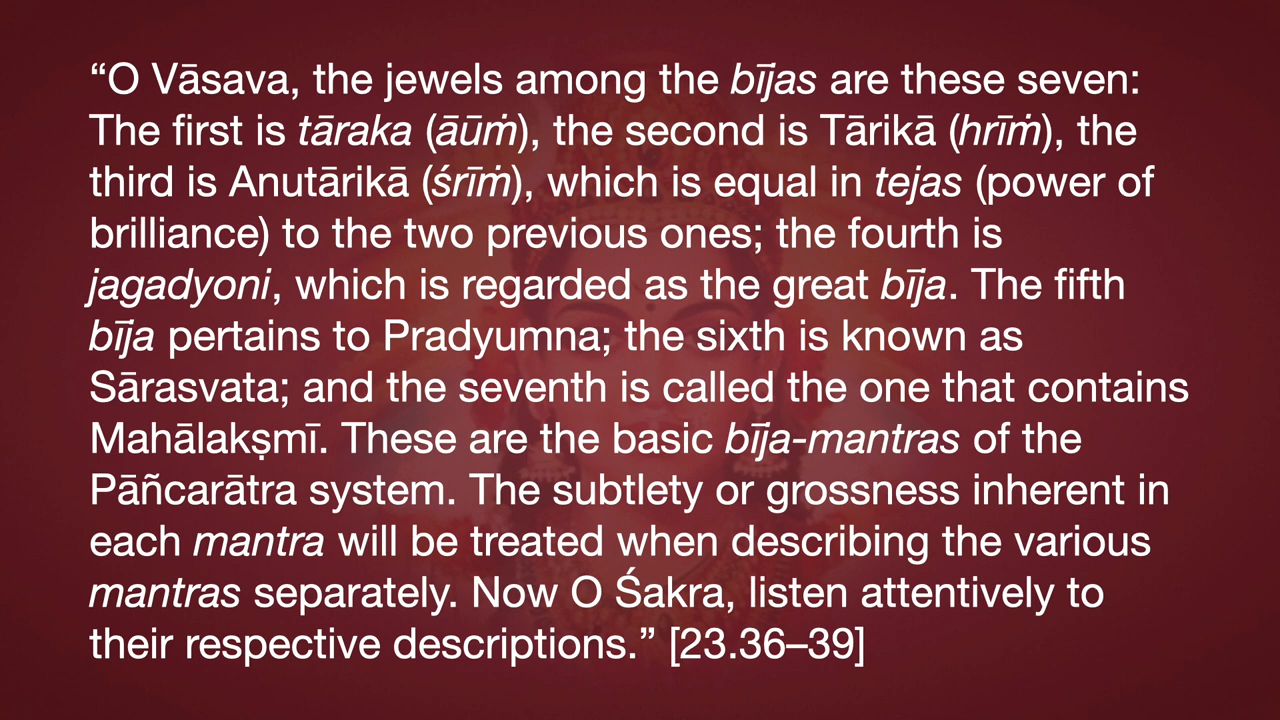 “O Vāsava, the jewels among the bījas are these seven:
The first is tāraka (āūṁ), the second is Tārikā (hrīṁ), the
third is Anutārikā (śrīṁ), which is equal in tejas (power of
brilliance) to the two previous ones; the fourth is
jagadyoni, which is regarded as the great bīja. The fifth
bīja pertains to Pradyumna; the sixth is known as
Sārasvata; and the seventh is called the one that contains
Mahālakṣmī. These are the basic bīja-mantras of the
Pāñcarātra system. The subtlety or grossness inherent in
each mantra will be treated when describing the various
mantras separately. Now O Śakra, listen attentively to
their respective descriptions.” [23.36–39]